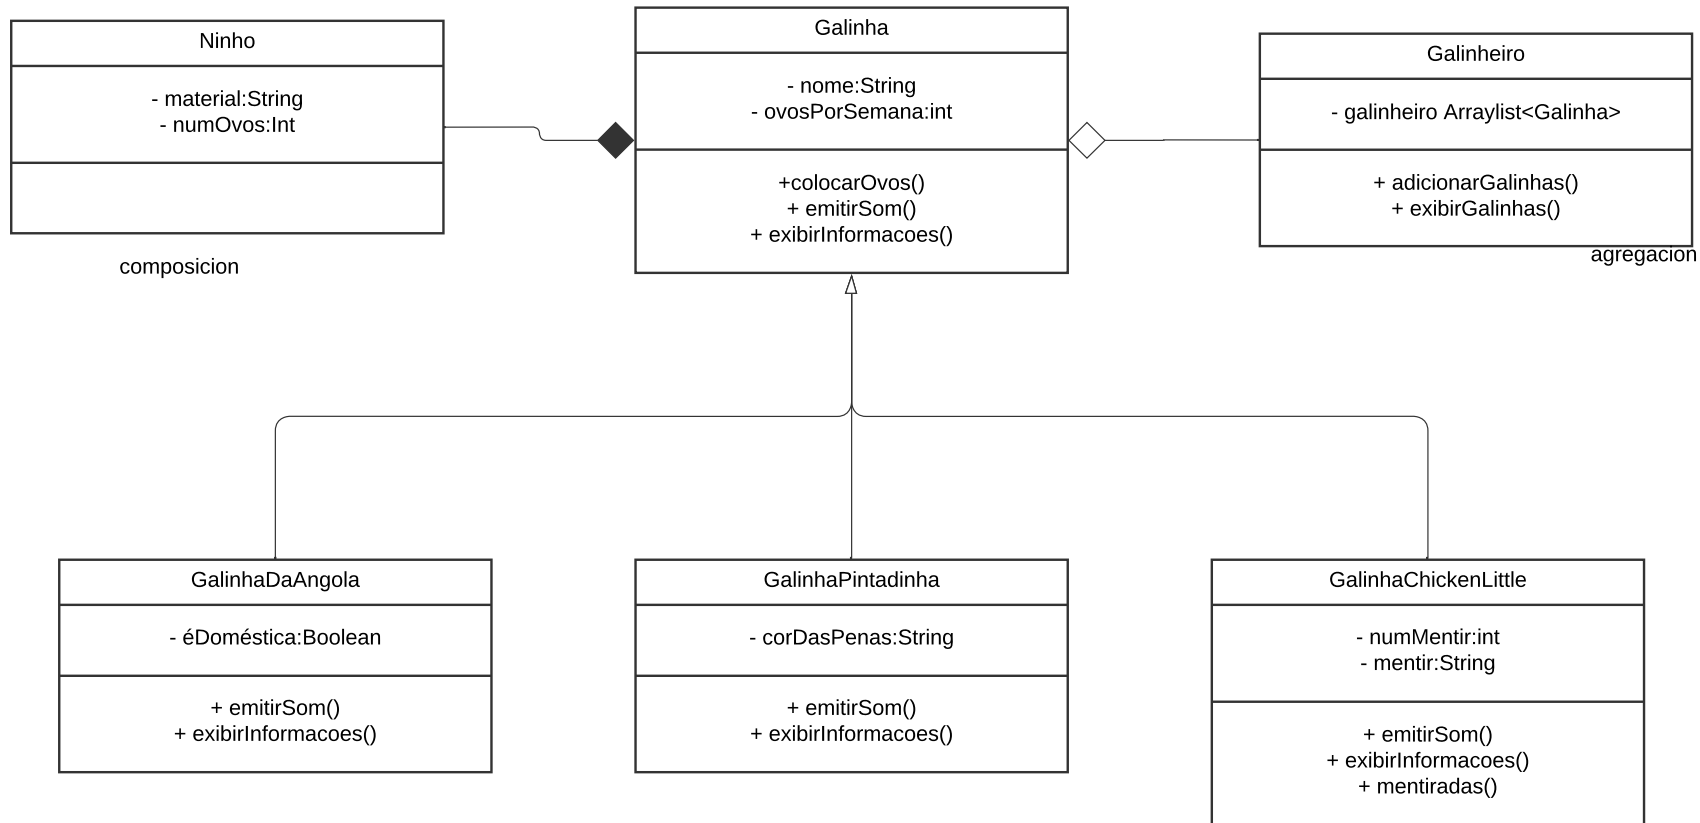 Ninho
- material:String
- numOvos:Int
composicion
Galinha
- nome:String
- ovosPorSemana:int
+colocarOvos()
+ emitirSom()
+ exibirInformacoes()
Galinheiro
- galinheiro Arraylist<Galinha>
+ adicionarGalinhas()
+ exibirGalinhas()
agregacion
GalinhaDaAngola
- éDoméstica:Boolean
+ emitirSom()
+ exibirInformacoes()
GalinhaPintadinha
- corDasPenas:String
+ emitirSom()
+ exibirInformacoes()
GalinhaChickenLittle
- numMentir:int
- mentir:String
+ emitirSom()
+ exibirInformacoes()
+ mentiradas()